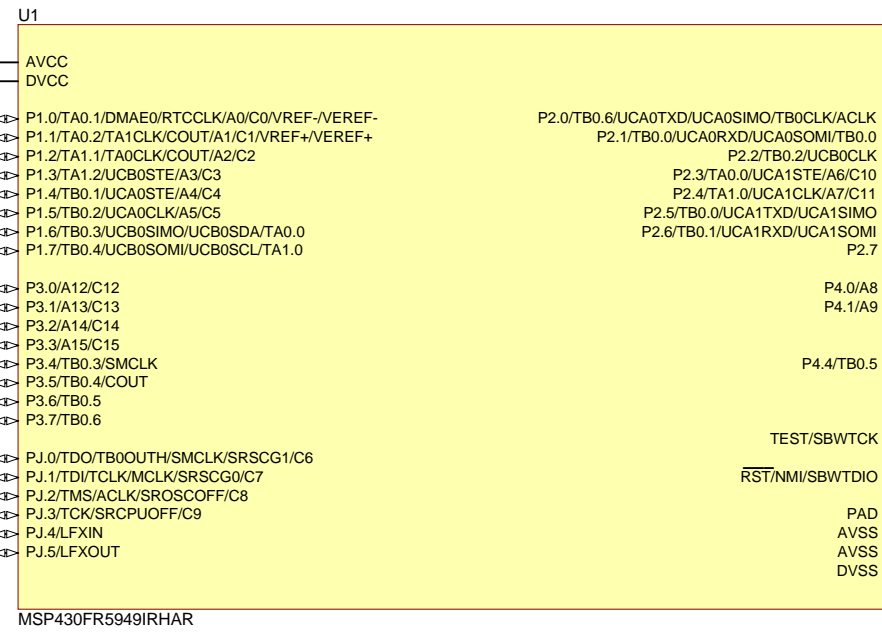 U1
AVCC
DVCC
P1.0/TA0.1/DMAE0/RTCCLK/A0/C0/VREF-/VEREF-
P1.1/TA0.2/TA1CLK/COUT/A1/C1/VREF+/VEREF+
P1.2/TA1.1/TA0CLK/COUT/A2/C2
P1.3/TA1.2/UCB0STE/A3/C3
P1.4/TB0.1/UCA0STE/A4/C4
P1.5/TB0.2/UCA0CLK/A5/C5
P1.6/TB0.3/UCB0SIMO/UCB0SDA/TA0.0
P1.7/TB0.4/UCB0SOMI/UCB0SCL/TA1.0
P3.0/A12/C12
P3.1/A13/C13
P3.2/A14/C14
P3.3/A15/C15
P3.4/TB0.3/SMCLK
P3.5/TB0.4/COUT
P3.6/TB0.5
P3.7/TB0.6
PJ.0/TDO/TB0OUTH/SMCLK/SRSCG1/C6
PJ.1/TDI/TCLK/MCLK/SRSCG0/C7
PJ.2/TMS/ACLK/SROSCOFF/C8
PJ.3/TCK/SRCPUOFF/C9
PJ.4/LFXIN
PJ.5/LFXOUT
P2.0/TB0.6/UCA0TXD/UCA0SIMO/TB0CLK/ACLK
P2.1/TB0.0/UCA0RXD/UCA0SOMI/TB0.0
P2.2/TB0.2/UCB0CLK
P2.3/TA0.0/UCA1STE/A6/C10
P2.4/TA1.0/UCA1CLK/A7/C11
P2.5/TB0.0/UCA1TXD/UCA1SIMO
P2.6/TB0.1/UCA1RXD/UCA1SOMI
P2.7
P4.0/A8
P4.1/A9
P4.4/TB0.5
TEST/SBWTCK
RST/NMI/SBWTDIO
PAD
AVSS
AVSS
DVSS
MSP430FR5949IRHAR